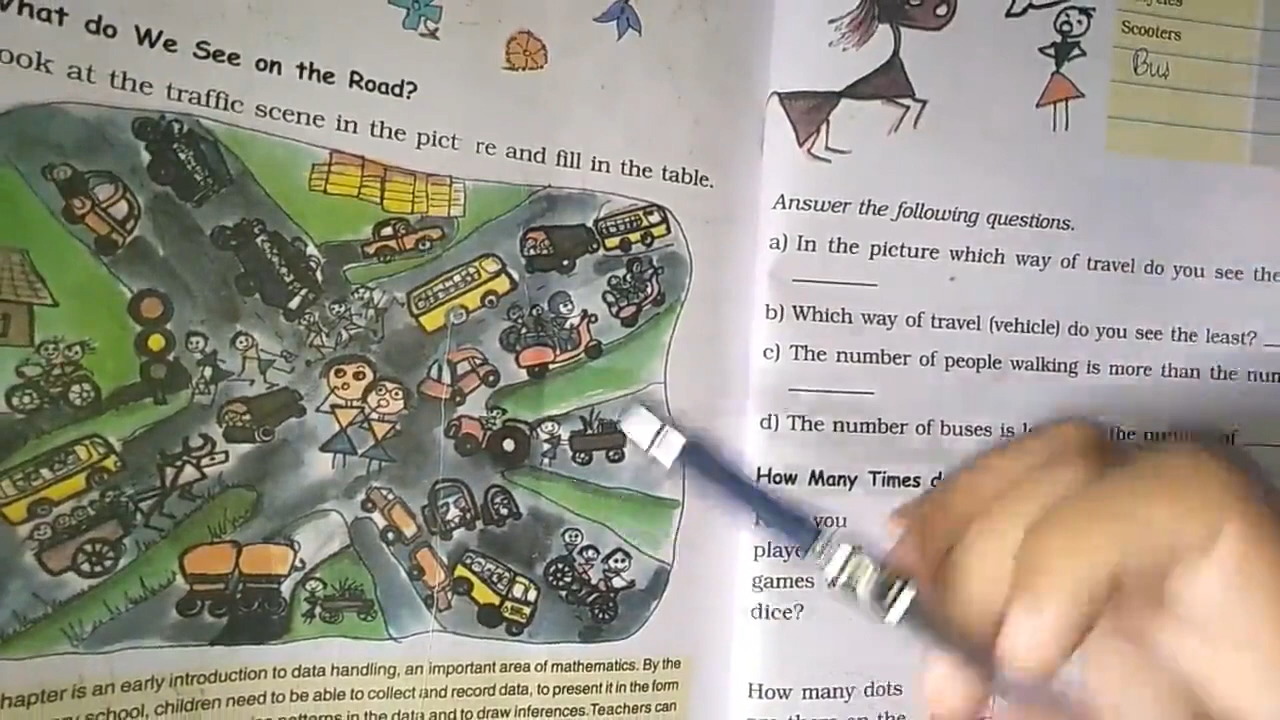 What do We See on the Road?
ook at the traffic scene in the pict re and fill in the table.
hapter is an early introduction to data handling, an important area of mathematics. By the
school, children need to be able to collect and record data, to present it in the form
in the data and to draw inferences. Teachers can
Scooters
Bus
Answer the following questions.
a) In the picture which way of travel do you see the
b) Which way of travel (vehicle) do you see the least?
c) The number of people walking is more than the
d) The number of buses is
How Many Times
you
games
dice?
How many dots